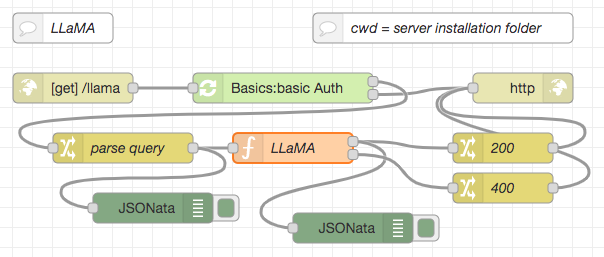 LLaMA
cwd = server installation folder
[get] /llama
Basics:basic Auth
http
parse query
LLaMA
200
400
JSONata
JSONata